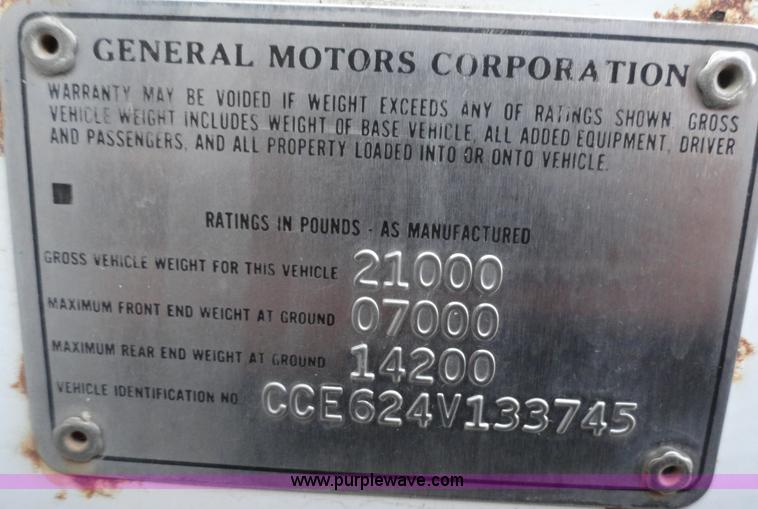 GENERAL MOTORS CORPORATION
WARRANTY MAY BE VOIDED IF WEIGHT EXCEEDS ANY OF RATINGS SHOWN GROSS
VEHICLE WEIGHT INCLUDES WEIGHT OF BASE VEHICLE, ALL ADDED EQUIPMENT, DRIVER
AND PASSENGERS, AND ALL PROPERTY LOADED INTO OR ONTO VEHICLE.
RATINGS IN POUNDS - AS MANUFACTURED
GROSS VEHICLE WEIGHT FOR THIS VEHICLE 21000
MAXIMUM FRONT END WEIGHT AT GROUND 07000
MAXIMUM REAR END WEIGHT AT GROUND 14200
VEHICLE IDENTIFICATION NO CCE624V133745
www.purplewave.com